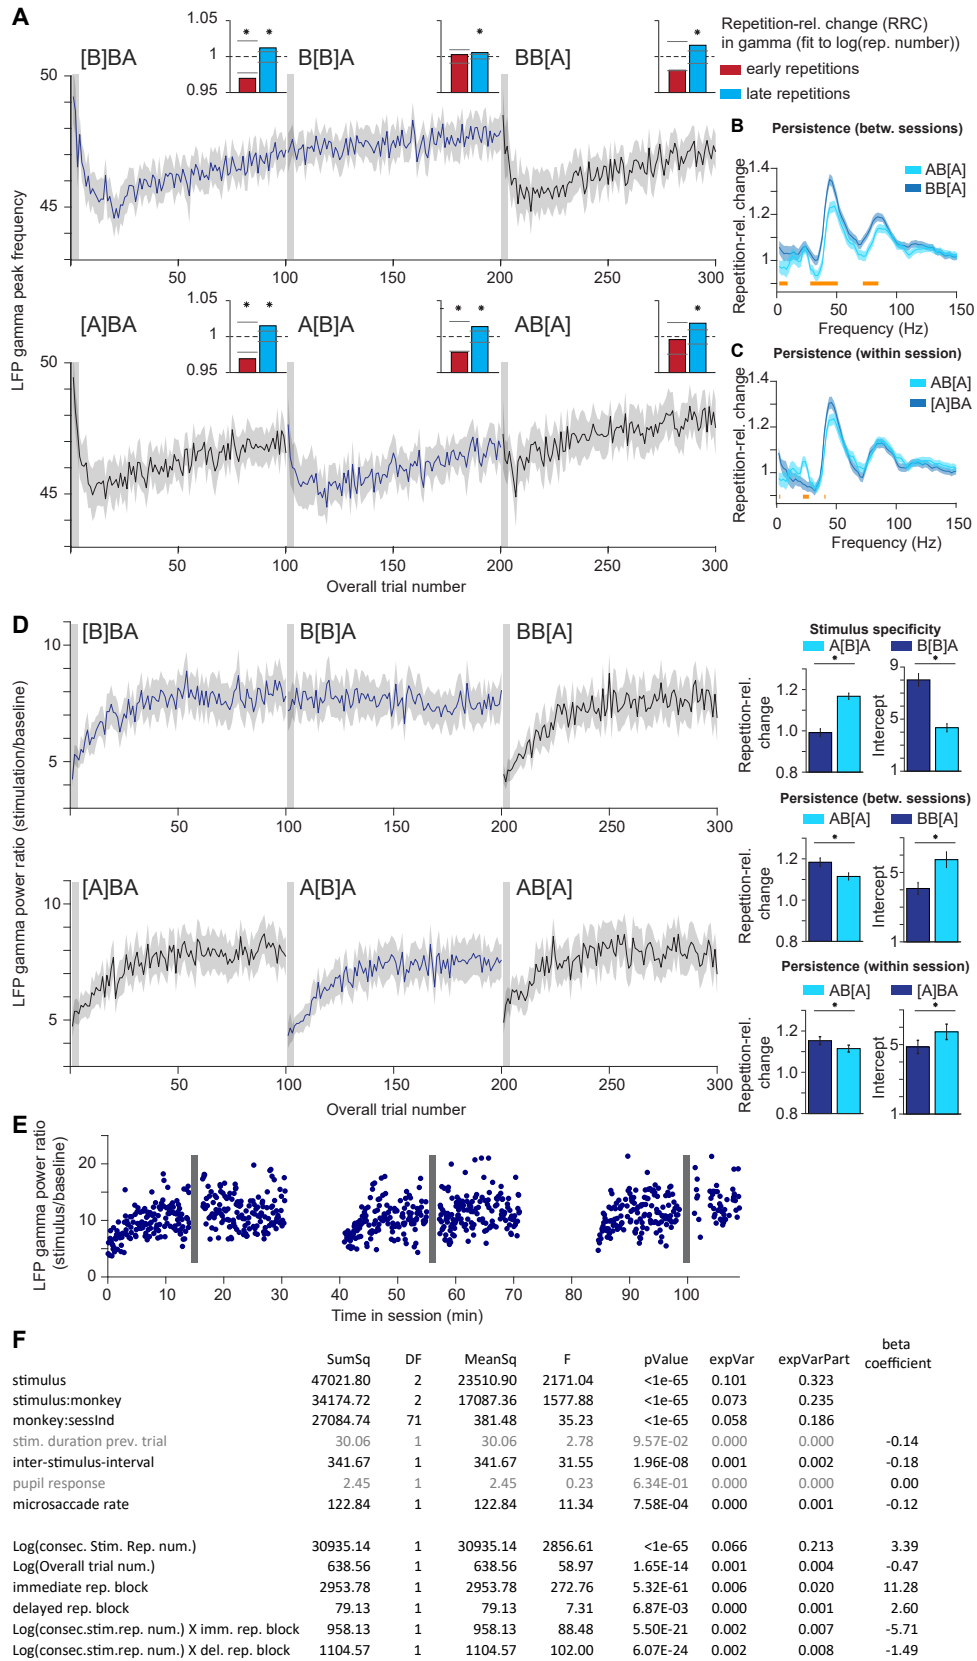 A
[B]BA
B[B]A
BB[A]
Repetition-rel. change (RRC)
in gamma (fit to log(rep. number))
early repetitions
late repetitions
1.05
1
0.95
* *
*
*
50
45
50 100 150 200 250 300
LFP gamma peak frequency
[A]BA
A[B]A
AB[A]
1.05
1
0.95
* *
* *
*
50
45
50 100 150 200 250 300
Overall trial number
B Persistence (betw. sessions)
AB[A]
BB[A]
Repetition-rel. change
1.4
1.2
1
0 50 100 150
Frequency (Hz)
C Persistence (within session)
AB[A]
[A]BA
Repetition-rel. change
1.4
1.2
1
0 50 100 150
Frequency (Hz)
D
[B]BA
B[B]A
BB[A]
11
8
5
50 100 150 200 250 300
LFP gamma power ratio (stimulation/baseline)
[A]BA
A[B]A
AB[A]
11
8
5
50 100 150 200 250 300
Overall trial number
Stimulus specificity
A[B]A B[B]A
Repettion-rel. change
1.2
1.0
0.8
*
Intercept
9
5
1
*
Persistence (betw. sessions)
AB[A] BB[A]
Repettion-rel. change
1.2
1.0
0.8
*
Intercept
5
1
*
Persistence (within session)
AB[A] [A]BA
Repettion-rel. change
1.2
1.0
0.8
*
Intercept
5
1
*
E
LFP gamma power ratio
(stimulus/baseline)
20
10
0
0 10 20 30 40 50 60 70 80 90 100
Time in session (min)
F
SumSq DF MeanSq F pValue expVar expVarPart beta coefficient
stimulus 47021.80 2 23510.90 2171.04 <1e-65 0.101 0.323
stimulus:monkey 34174.72 2 17087.36 1577.88 <1e-65 0.073 0.235
monkey:sessInd 27084.74 71 381.48 35.23 <1e-65 0.058 0.186
stim. duration prev. trial 30.06 1 30.06 2.78 9.57E-02 0.000 0.000 -0.14
inter-stimulus-interval 341.67 1 341.67 31.55 1.96E-08 0.001 0.002 -0.18
pupil response 2.45 1 2.45 0.23 6.34E-01 0.000 0.000 0.00
microsaccade rate 122.84 1 122.84 11.34 7.58E-04 0.000 0.001 -0.12
Log(consec. Stim. Rep. num.) 30935.14 1 30935.14 2856.61 <1e-65 0.066 0.213 3.39
Log(Overall trial num.) 638.56 1 638.56 58.97 1.65E-14 0.001 0.004 -0.47
immediate rep. block 2953.78 1 2953.78 272.76 5.32E-61 0.006 0.020 11.28
delayed rep. block 79.13 1 79.13 7.31 6.87E-03 0.000 0.001 2.60
Log(consec.stim.rep. num.) X imm. rep. block 958.13 1 958.13 88.48 5.50E-21 0.002 0.007 -5.71
Log(consec.stim.rep. num.) X del. rep. block 1104.57 1 1104.57 102.00 6.07E-24 0.002 0.008 -1.49